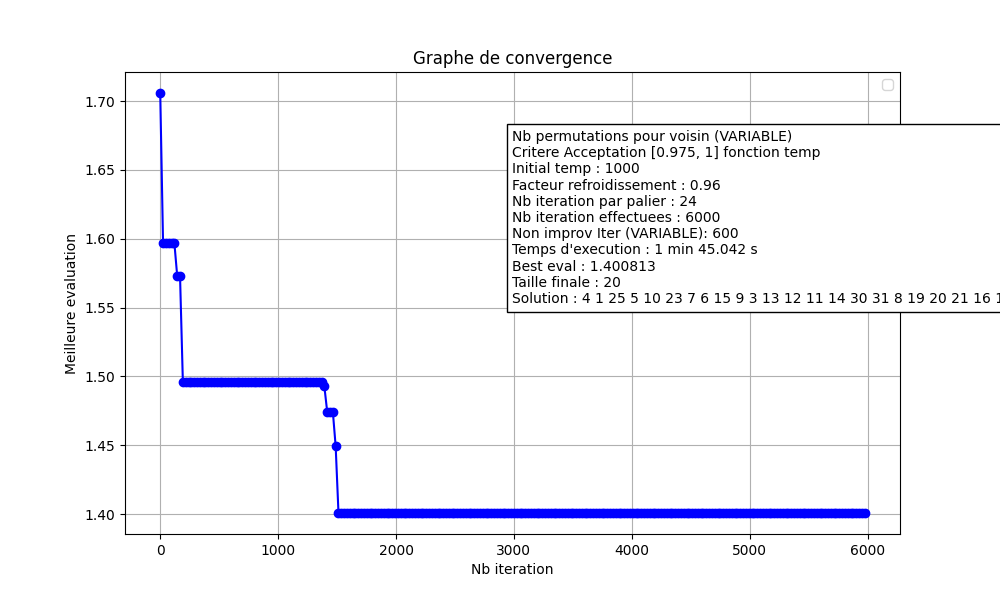 Graphe de convergence
1.70
1.65
1.60
1.55
1.50
1.45
1.40
Meilleure evaluation
Nb permutations pour voisin (VARIABLE)
Critere Acceptation [0.975, 1] fonction temp
Initial temp : 1000
Facteur refroidissement : 0.96
Nb iteration par palier : 24
Nb iteration effectuees : 6000
Non improv Iter (VARIABLE): 600
Temps d'execution : 1 min 45.042 s
Best eval : 1.400813
Taille finale : 20
Solution : 4 1 25 5 10 23 7 6 15 9 3 13 12 11 14 30 31 8 19 20 21 16
0 1000 2000 3000 4000 5000 6000
Nb iteration